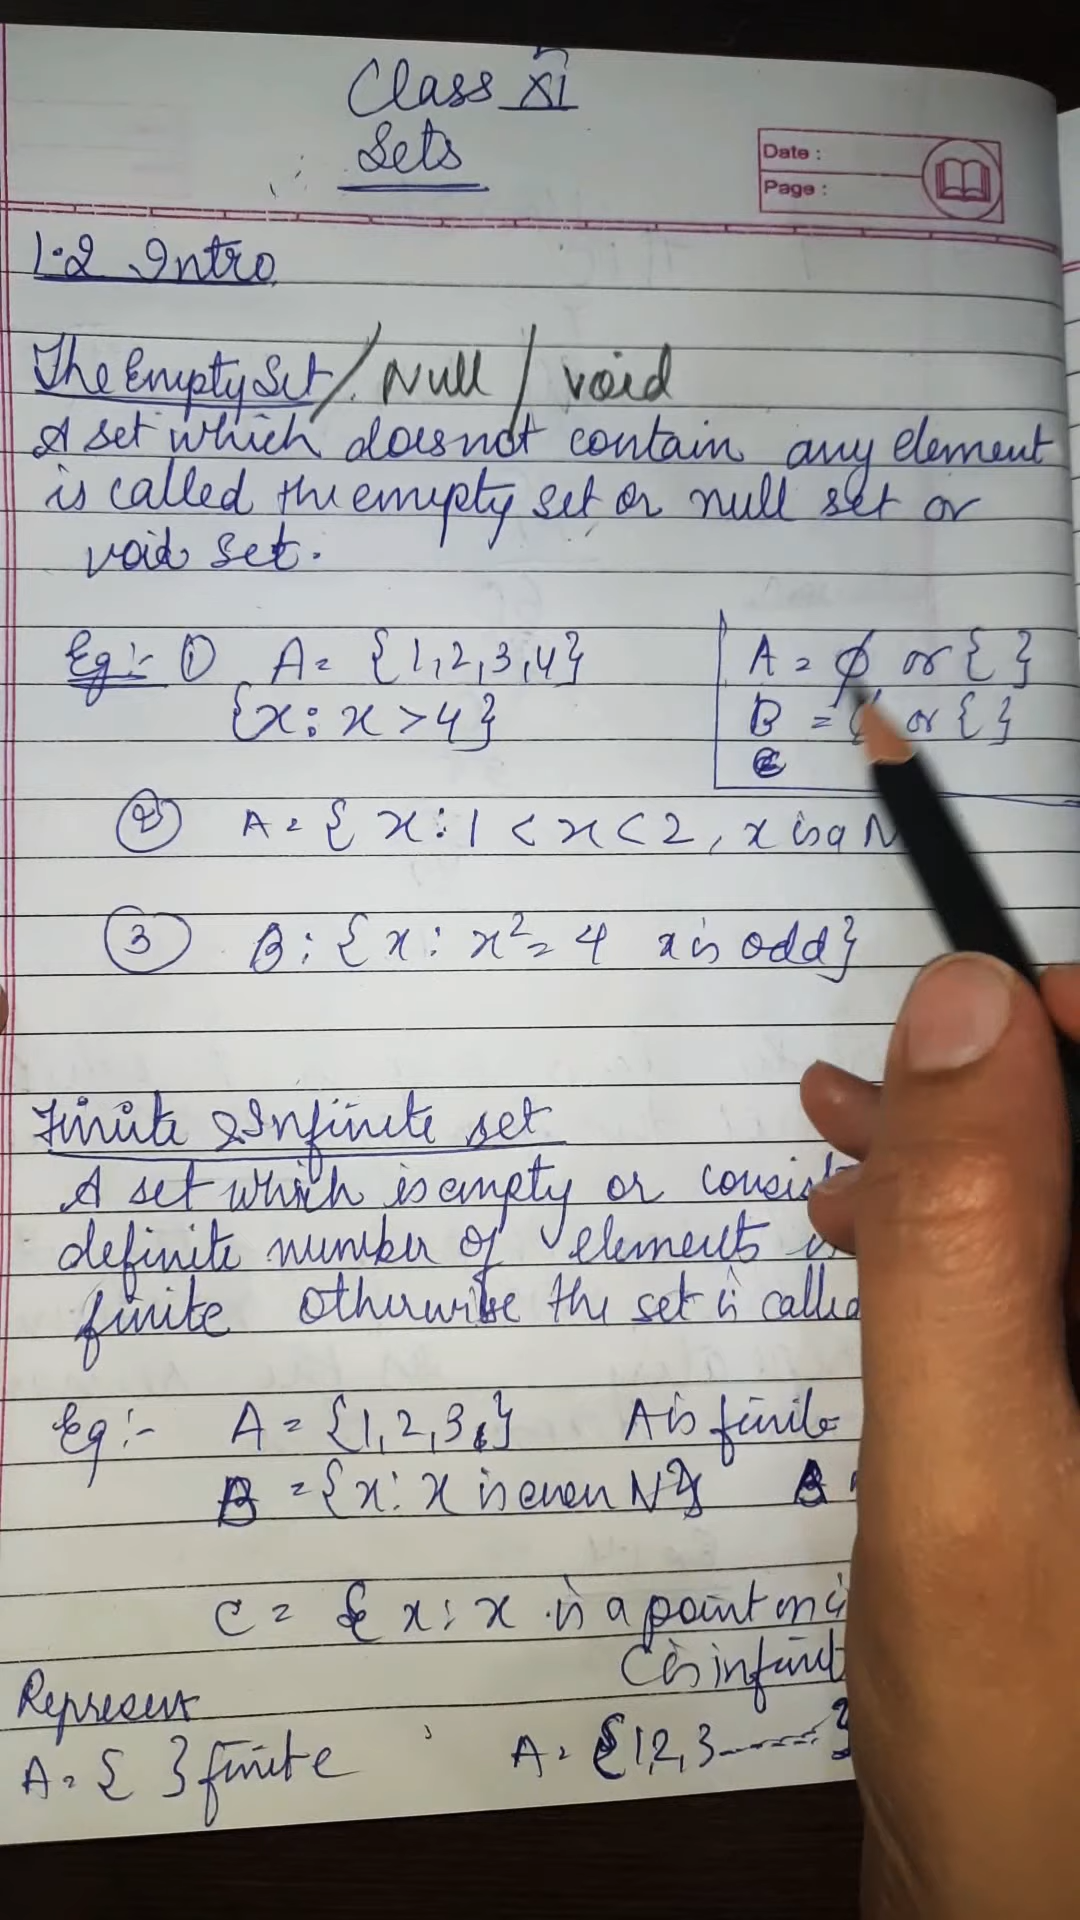 Class XI
Sets
Date :
Page :
1.2 Intro
The Empty Set / Null / void
A set which does not contain any element
is called the empty set or null set or
void set.
Eg:- ① A = {1,2,3,4}
{x : x > 4}
A = ϕ or { }
B = ϕ or { }
C
② A = { x : 1 < x < 2, x is a N
③ B : {x : x² = 4 x is odd}
Finite & Infinite set
A set which is empty or consist
definite number of elements is
finite otherwise the set is called
Eg:- A = {1,2,3,} A is finite
B = {x : x is even N} B
C = { x : x is a point on
C is infinit
Represent
A = { } finite
A = {1,2,3-----}